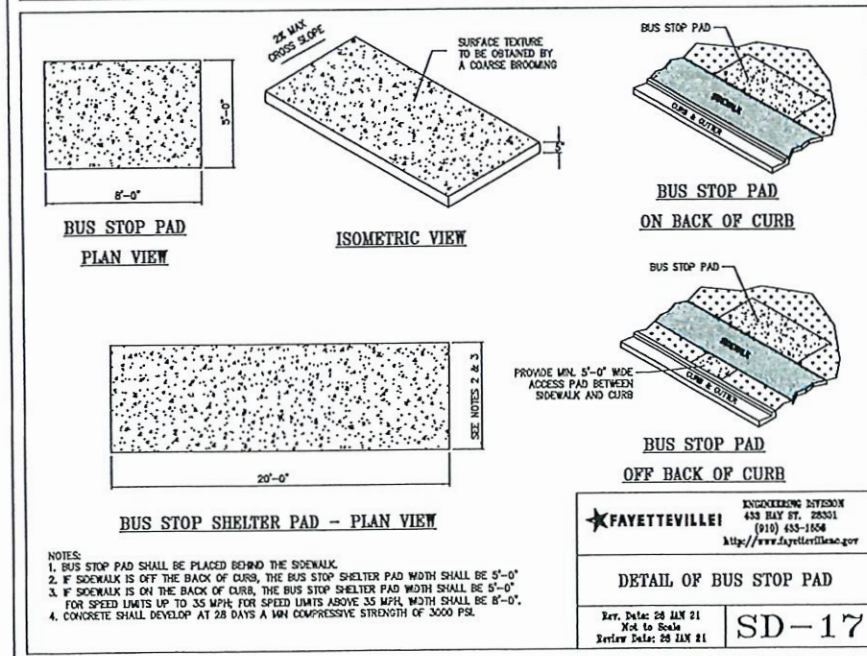 2% MAX
CROSS SLOPE
SURFACE TEXTURE
TO BE OBTAINED BY
A COARSE BROOMING
5'-0"
8'-0"
BUS STOP PAD
PLAN VIEW
ISOMETRIC VIEW
BUS STOP PAD
SIDEWALK
CURB & GUTTER
BUS STOP PAD
ON BACK OF CURB
BUS STOP PAD
SIDEWALK
CURB & GUTTER
PROVIDE MIN. 5'-0" WIDE
ACCESS PAD BETWEEN
SIDEWALK AND CURB
BUS STOP PAD
OFF BACK OF CURB
SEE NOTES 2 & 3
20'-0"
BUS STOP SHELTER PAD - PLAN VIEW
NOTES:
1. BUS STOP PAD SHALL BE PLACED BEHIND THE SIDEWALK.
2. IF SIDEWALK IS OFF THE BACK OF CURB, THE BUS STOP SHELTER PAD WIDTH SHALL BE 5'-0"
3. IF SIDEWALK IS ON THE BACK OF CURB, THE BUS STOP SHELTER PAD WIDTH SHALL BE 5'-0"
FOR SPEED LIMITS UP TO 35 MPH; FOR SPEED LIMITS ABOVE 35 MPH, WIDTH SHALL BE 8'-0".
4. CONCRETE SHALL DEVELOP AT 28 DAYS A MIN COMPRESSIVE STRENGTH OF 3000 PSI.
FAYETTEVILLE!
ENGINEERING DIVISION
433 HAY ST. 28301
(910) 433-1656
http://www.fayettevillenc.gov
DETAIL OF BUS STOP PAD
Rev. Date: 26 JAN 21
Not to Scale
Review Date: 26 JAN 21
SD-17